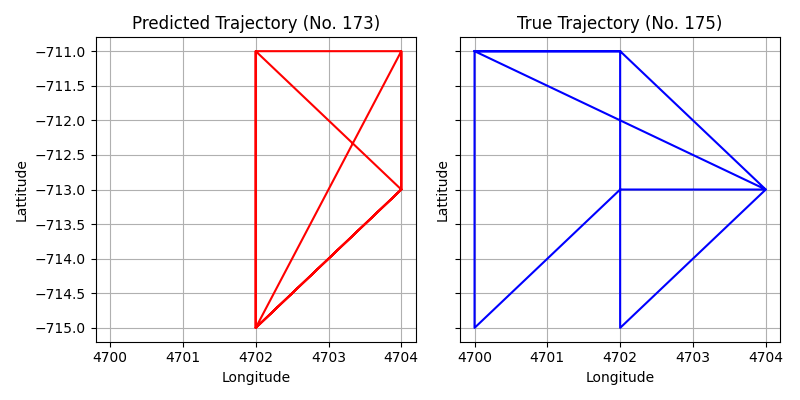 Predicted Trajectory (No. 173)
True Trajectory (No. 175)
−711.0
−711.5
−712.0
−712.5
−713.0
−713.5
−714.0
−714.5
−715.0
Lattitude
Lattitude
4700 4701 4702 4703 4704
4700 4701 4702 4703 4704
Longitude
Longitude